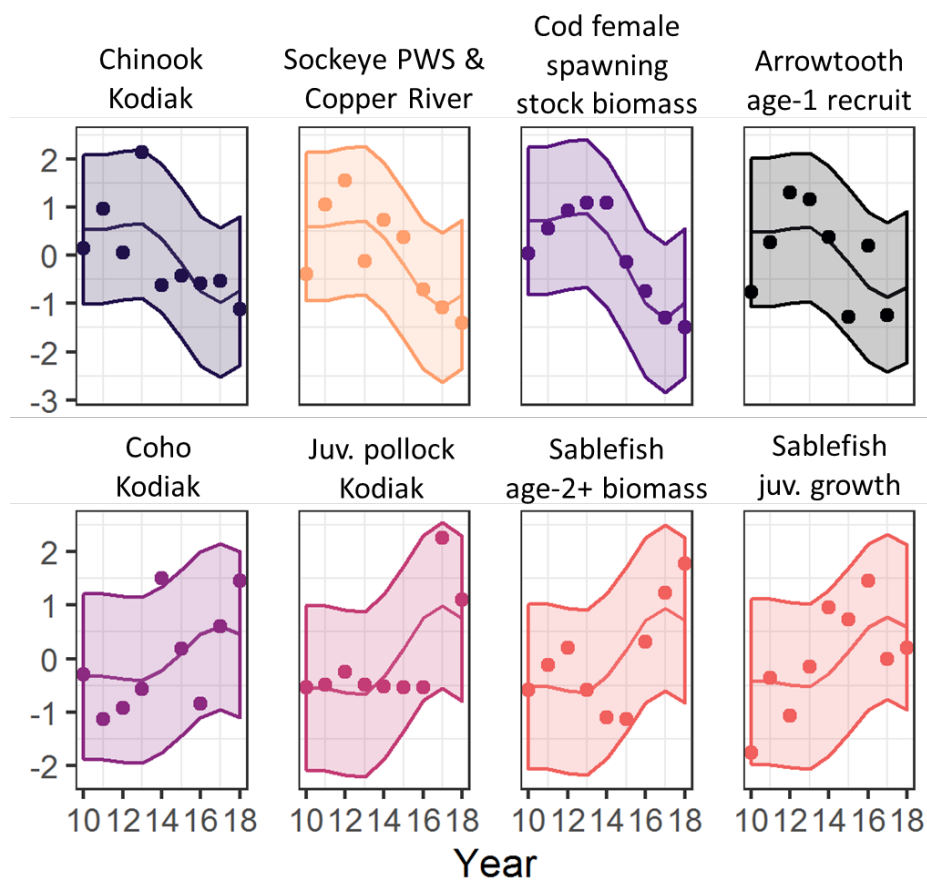 Chinook
Kodiak
Sockeye PWS &
Copper River
Cod female
spawning
stock biomass
Arrowtooth
age-1 recruit
2
1
0
-1
-2
-3
Coho
Kodiak
Juv. pollock
Kodiak
Sablefish
age-2+ biomass
Sablefish
juv. growth
2
1
0
-1
-2
10 12 14 16 18
10 12 14 16 18
10 12 14 16 18
10 12 14 16 18
Year